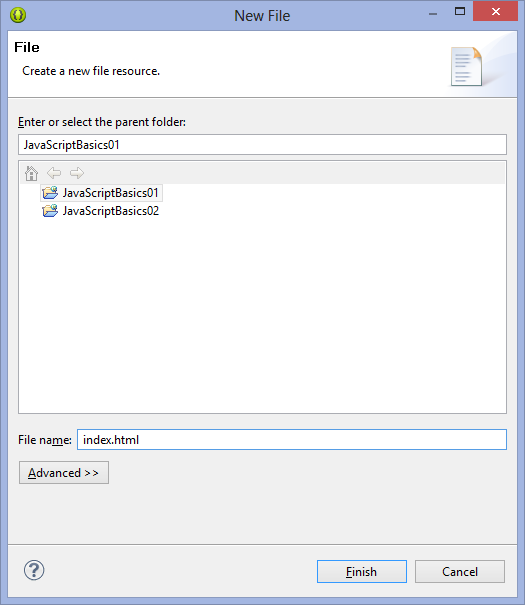 New File
File
Create a new file resource.
Enter or select the parent folder:
JavaScriptBasics01
JavaScriptBasics01
JavaScriptBasics02
File name: index.html
Advanced >>
? Finish Cancel